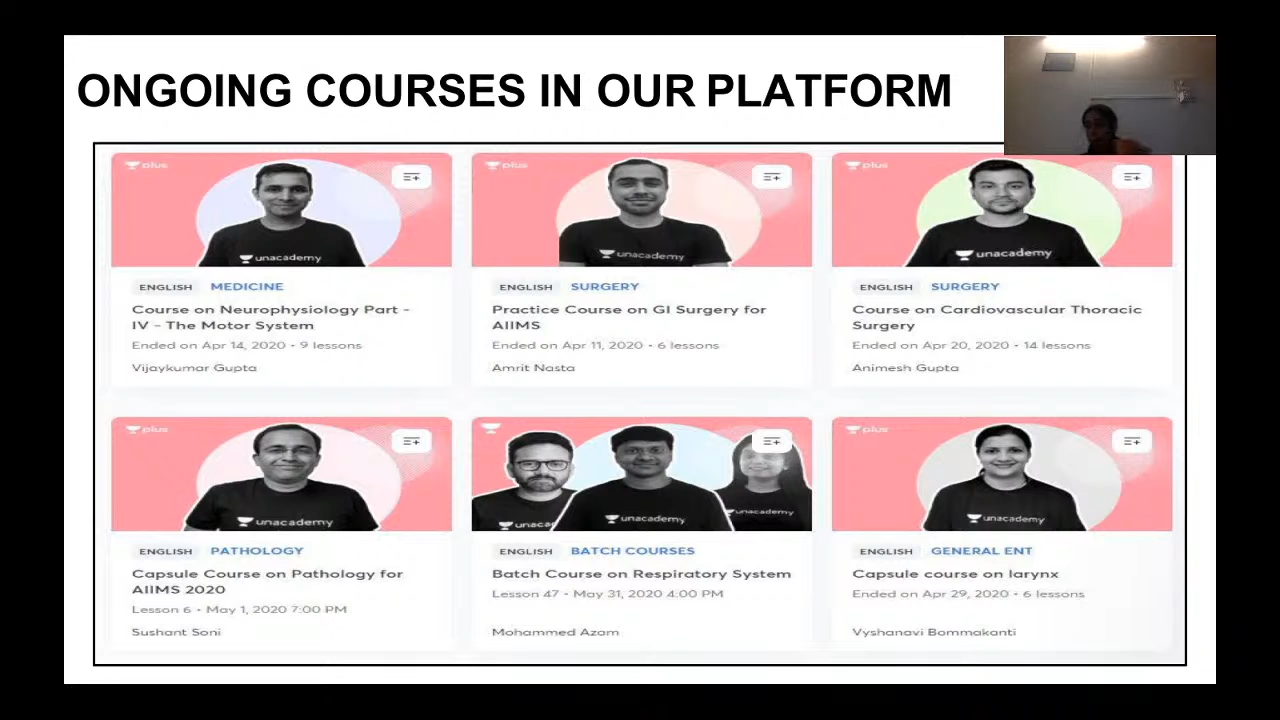 ONGOING COURSES IN OUR PLATFORM
plus
plus
plus
unacademy
unacademy
unacademy
ENGLISH MEDICINE
Course on Neurophysiology Part -
IV - The Motor System
Ended on Apr 14, 2020 • 9 lessons
Vijaykumar Gupta
ENGLISH SURGERY
Practice Course on GI Surgery for
AIIMS
Ended on Apr 11, 2020 • 6 lessons
Amrit Nasta
ENGLISH SURGERY
Course on Cardiovascular Thoracic
Surgery
Ended on Apr 20, 2020 • 14 lessons
Animesh Gupta
plus
plus
unacademy
unacad
unacademy
unacademy
unacademy
ENGLISH PATHOLOGY
Capsule Course on Pathology for
AIIMS 2020
Lesson 6 • May 1, 2020 7:00 PM
Sushant Soni
ENGLISH BATCH COURSES
Batch Course on Respiratory System
Lesson 47 • May 31, 2020 4:00 PM
Mohammed Azam
ENGLISH GENERAL ENT
Capsule course on larynx
Ended on Apr 29, 2020 • 6 lessons
Vyshanavi Bommakanti